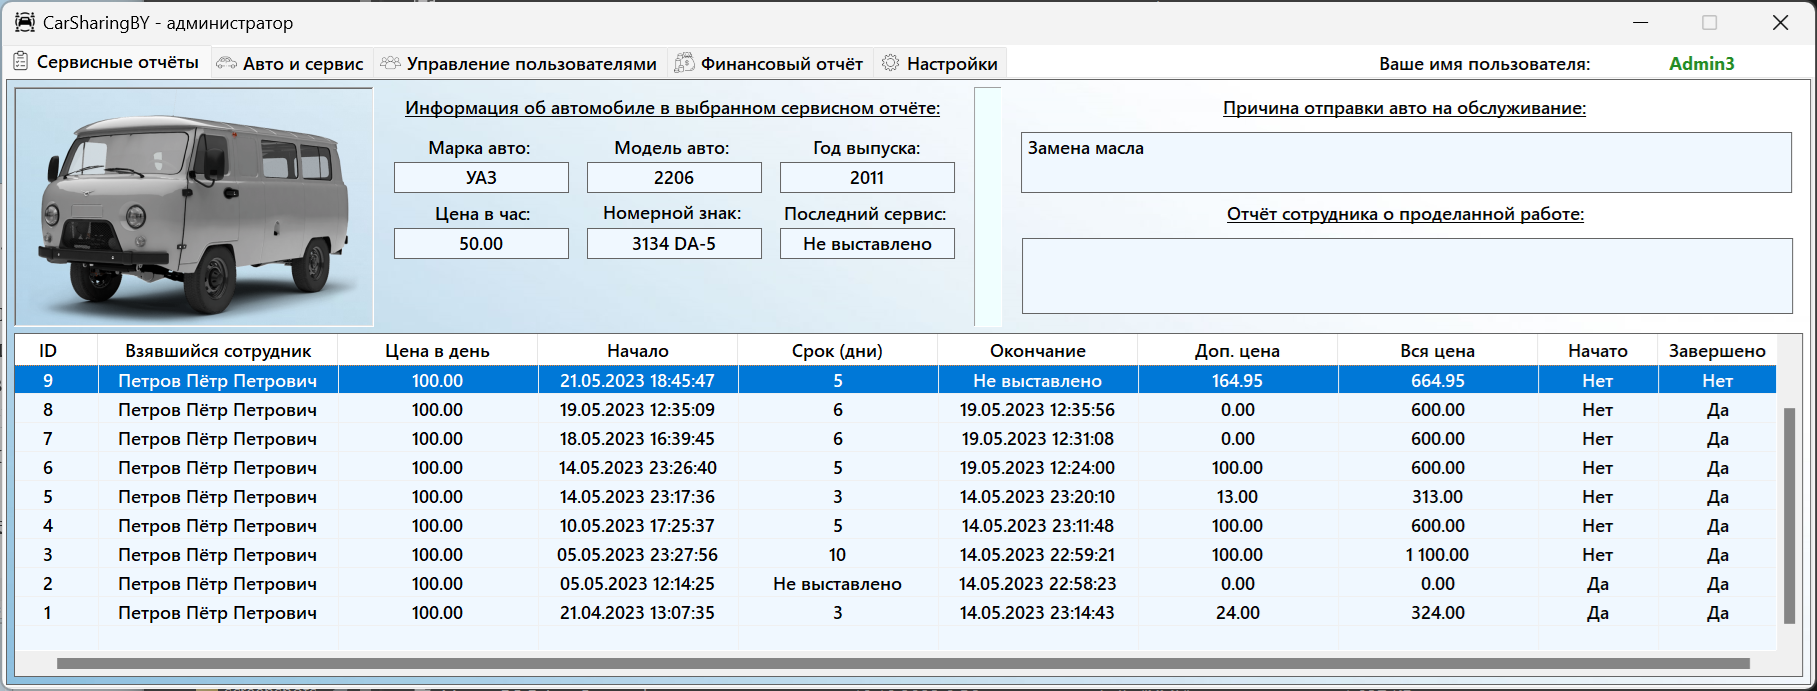 CarSharingBY - администратор
Сервисные отчёты Авто и сервис Управление пользователями Финансовый отчёт Настройки Ваше имя пользователя: Admin3
Информация об автомобиле в выбранном сервисном отчёте:
Марка авто: Модель авто: Год выпуска:
УАЗ 2206 2011
Цена в час: Номерной знак: Последний сервис:
50.00 3134 DA-5 Не выставлено
Причина отправки авто на обслуживание:
Замена масла
Отчёт сотрудника о проделанной работе:
ID Взявшийся сотрудник Цена в день Начало Срок (дни) Окончание Доп. цена Вся цена Начато Завершено
9 Петров Пётр Петрович 100.00 21.05.2023 18:45:47 5 Не выставлено 164.95 664.95 Нет Нет
8 Петров Пётр Петрович 100.00 19.05.2023 12:35:09 6 19.05.2023 12:35:56 0.00 600.00 Нет Да
7 Петров Пётр Петрович 100.00 18.05.2023 16:39:45 6 19.05.2023 12:31:08 0.00 600.00 Нет Да
6 Петров Пётр Петрович 100.00 14.05.2023 23:26:40 5 19.05.2023 12:24:00 100.00 600.00 Нет Да
5 Петров Пётр Петрович 100.00 14.05.2023 23:17:36 3 14.05.2023 23:20:10 13.00 313.00 Нет Да
4 Петров Пётр Петрович 100.00 10.05.2023 17:25:37 5 14.05.2023 23:11:48 100.00 600.00 Нет Да
3 Петров Пётр Петрович 100.00 05.05.2023 23:27:56 10 14.05.2023 22:59:21 100.00 1 100.00 Нет Да
2 Петров Пётр Петрович 100.00 05.05.2023 12:14:25 Не выставлено 14.05.2023 22:58:23 0.00 0.00 Да Да
1 Петров Пётр Петрович 100.00 21.04.2023 13:07:35 3 14.05.2023 23:14:43 24.00 324.00 Да Да